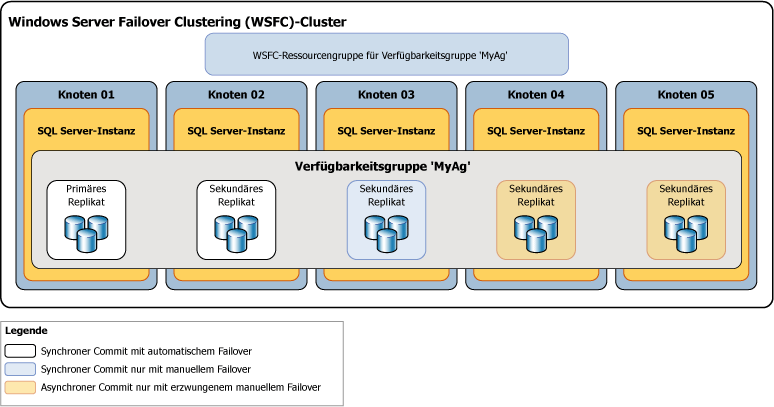 Windows Server Failover Clustering (WSFC)-Cluster
WSFC-Ressourcengruppe für Verfügbarkeitsgruppe 'MyAg'
Knoten 01
Knoten 02
Knoten 03
Knoten 04
Knoten 05
SQL Server-Instanz
SQL Server-Instanz
SQL Server-Instanz
SQL Server-Instanz
SQL Server-Instanz
Verfügbarkeitsgruppe 'MyAg'
Primäres
Replikat
Sekundäres
Replikat
Sekundäres
Replikat
Sekundäres
Replikat
Sekundäres
Replikat
Legende
Synchroner Commit mit automatischem Failover
Synchroner Commit nur mit manuellem Failover
Asynchroner Commit nur mit erzwungenem manuellem Failover